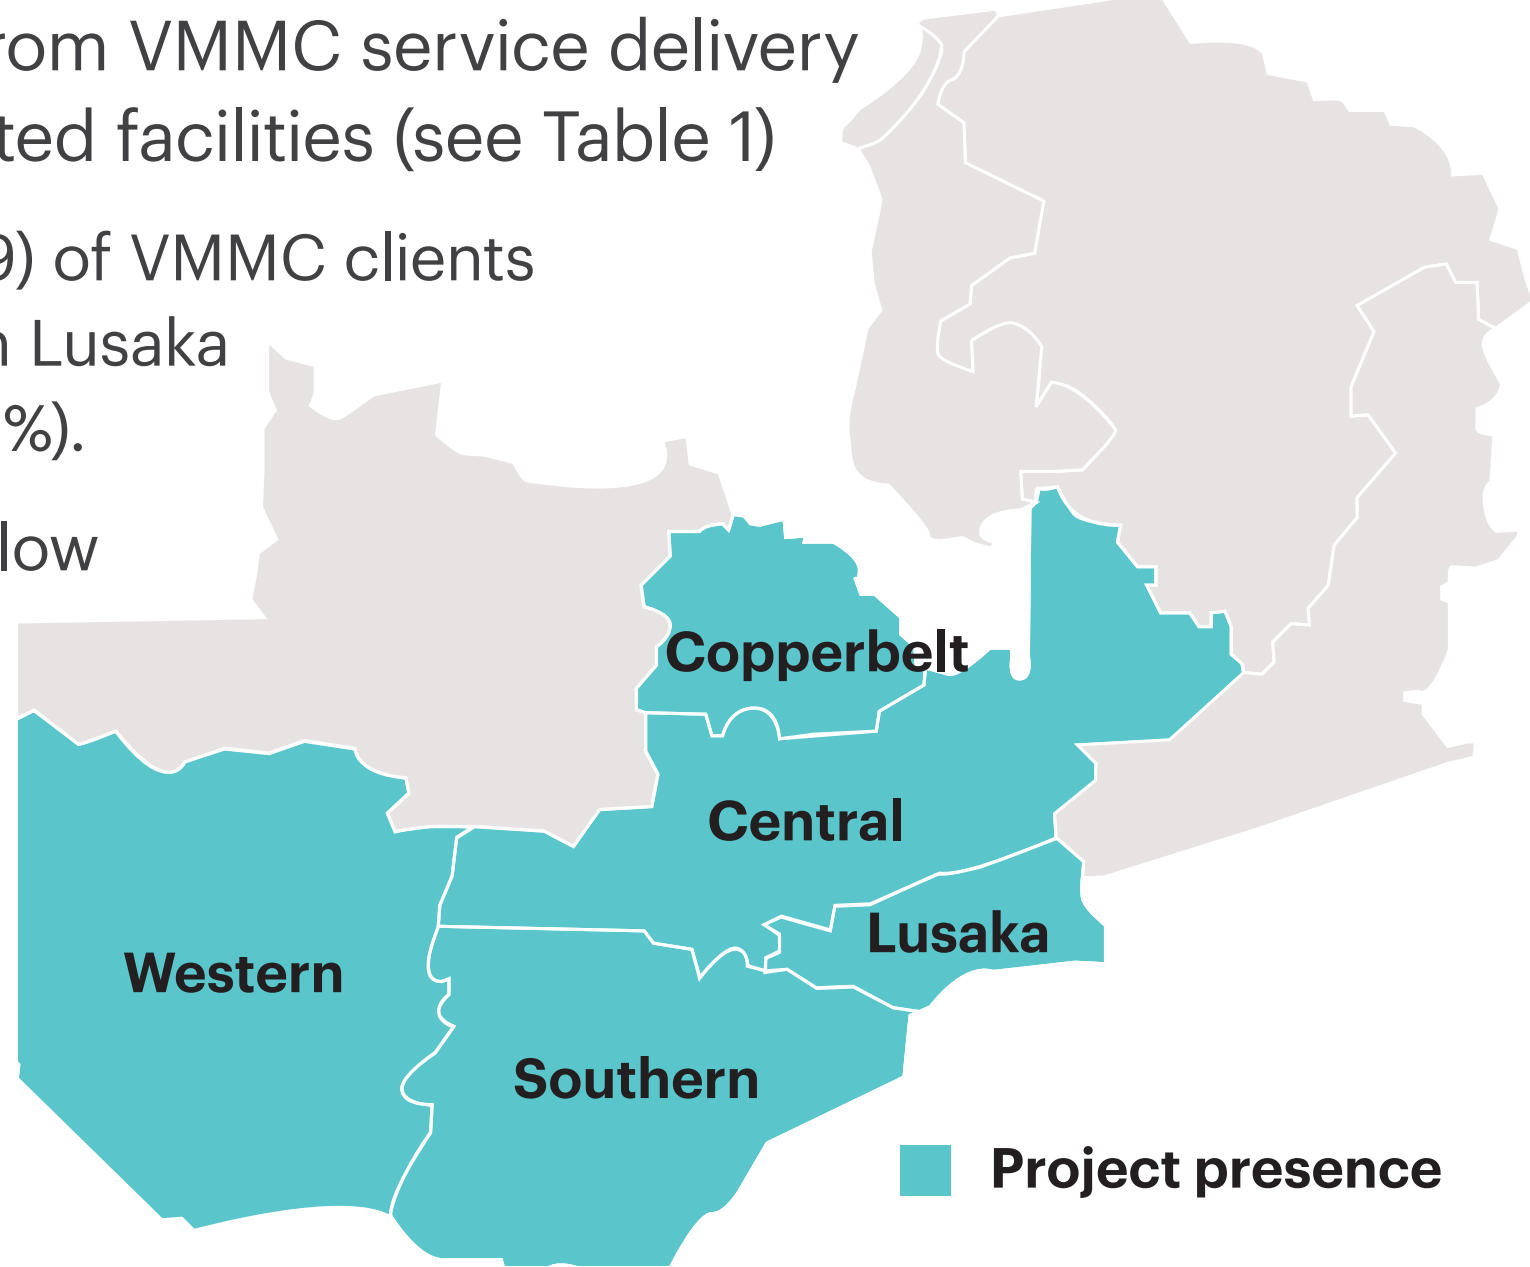 rom VMMC service delivery
ted facilities (see Table 1)
9) of VMMC clients
n Lusaka
%).
low
Copperbelt
Central
Lusaka
Western
Southern
Project presence